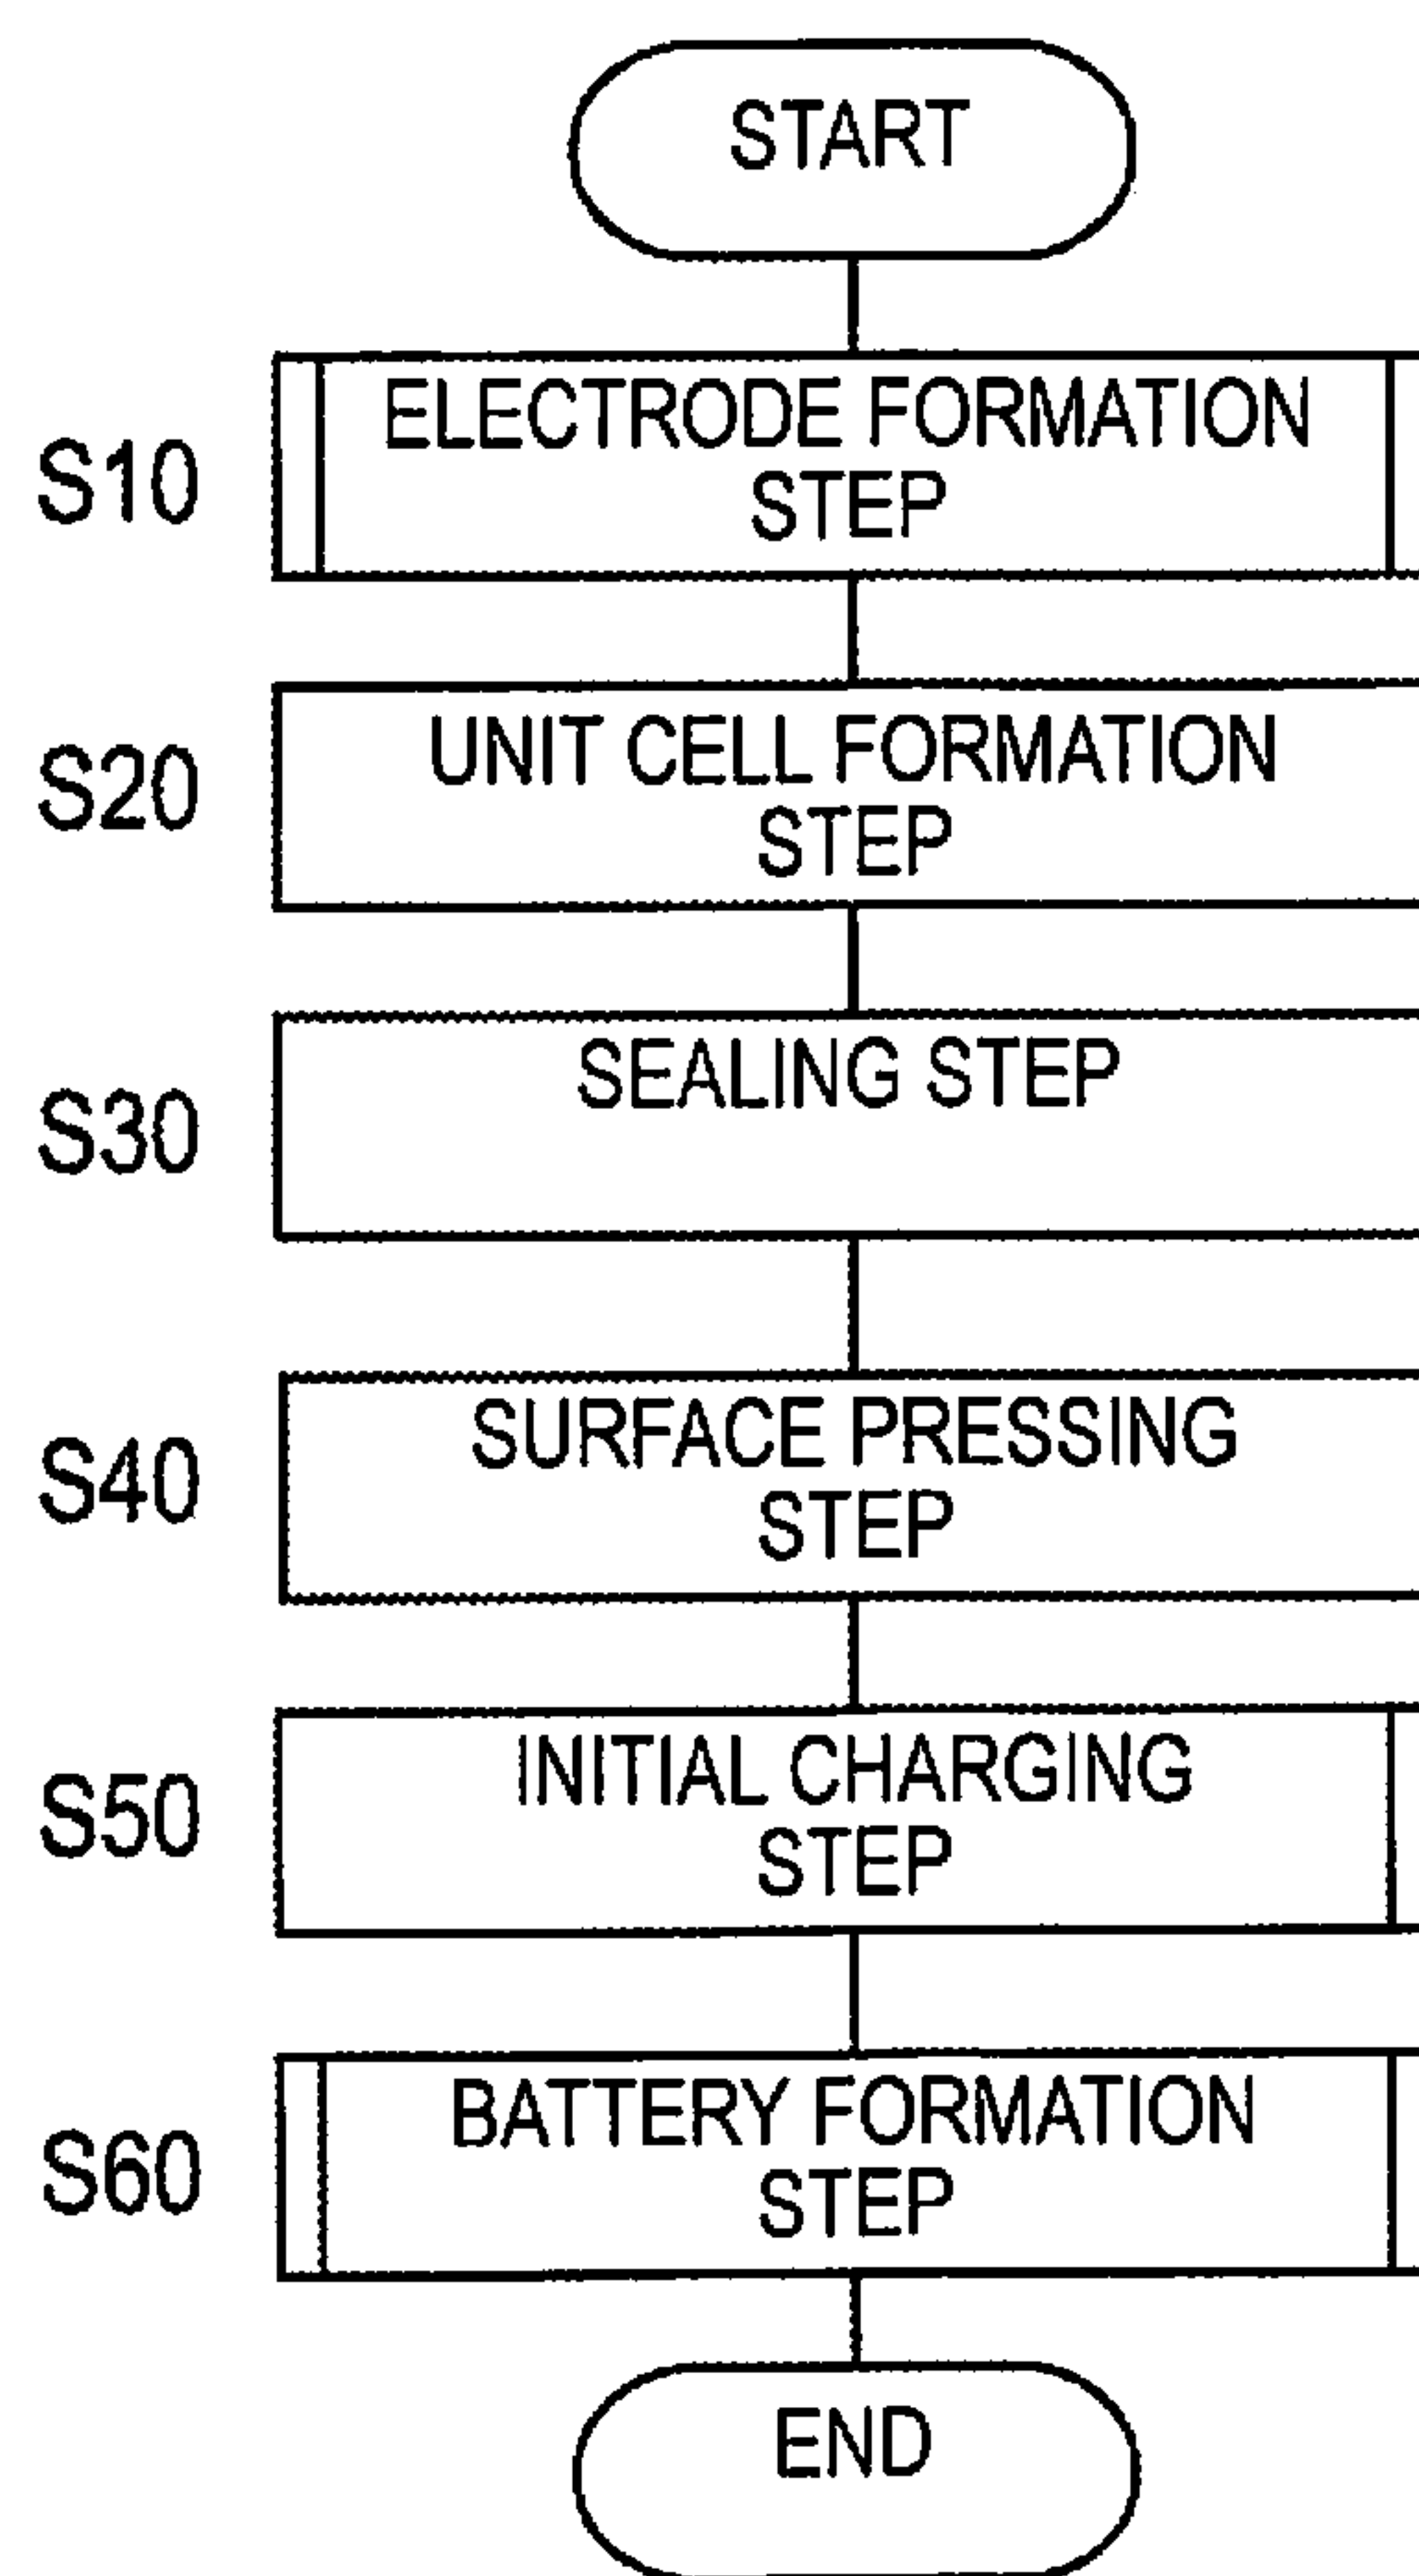 START
S10
ELECTRODE FORMATION
STEP
S20
UNIT CELL FORMATION
STEP
S30
SEALING STEP
S40
SURFACE PRESSING
STEP
S50
INITIAL CHARGING
STEP
S60
BATTERY FORMATION
STEP
END